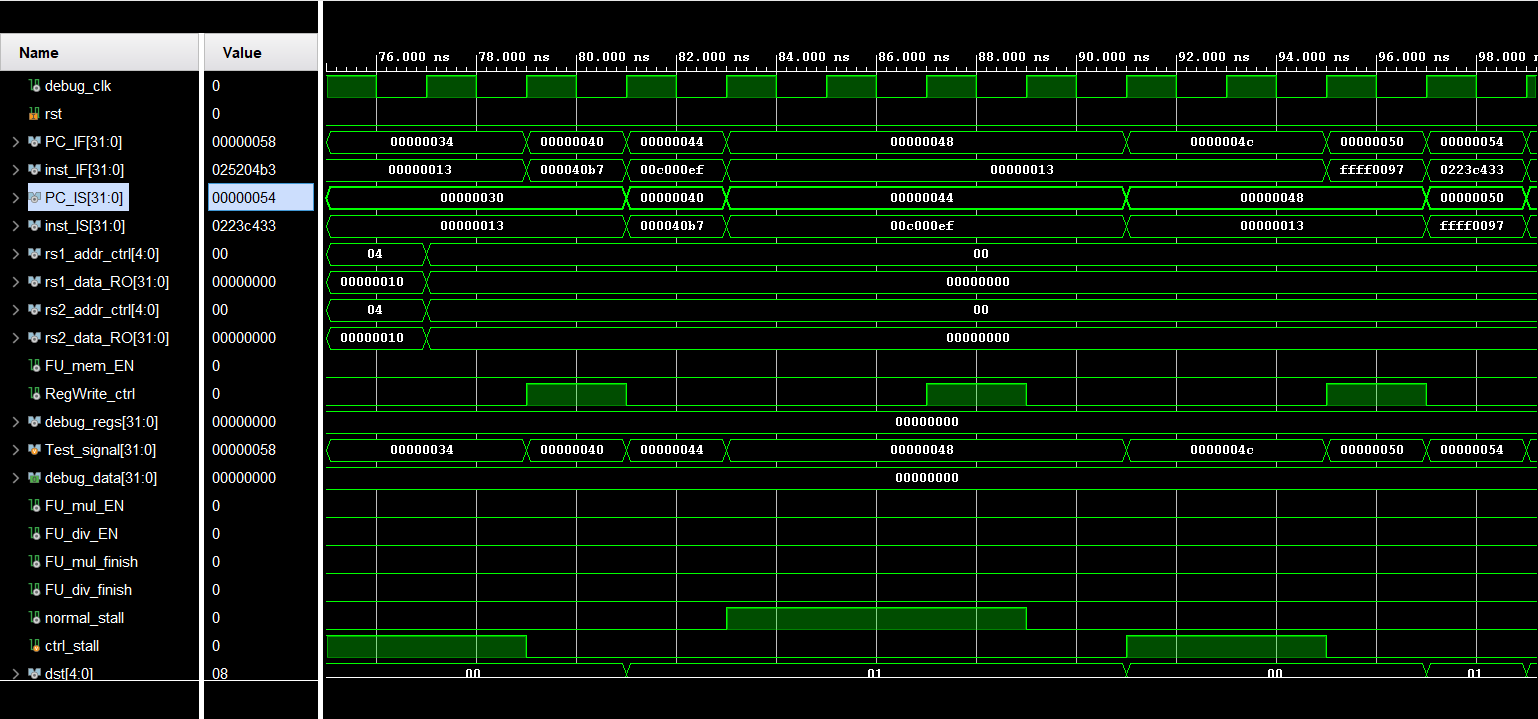 Name Value 76.000 ns 78.000 ns 80.000 ns 82.000 ns 84.000 ns 86.000 ns 88.000 ns 90.000 ns 92.000 ns 94.000 ns 96.000 ns 98.000 n
debug_clk 0
rst 0
PC_IF[31:0] 00000058 00000034 00000040 00000044 00000048 0000004c 00000050 00000054
inst_IF[31:0] 025204b3 00000013 000040b7 00c000ef 00000013 ffff0097 0223c433
PC_IS[31:0] 00000054 00000030 00000040 00000044 00000048 00000050
inst_IS[31:0] 0223c433 00000013 000040b7 00c000ef 00000013 ffff0097
rs1_addr_ctrl[4:0] 00 04 00
rs1_data_RO[31:0] 00000000 00000010 00000000
rs2_addr_ctrl[4:0] 00 04 00
rs2_data_RO[31:0] 00000000 00000010 00000000
FU_mem_EN 0
RegWrite_ctrl 0
debug_regs[31:0] 00000000 00000000
Test_signal[31:0] 00000058 00000034 00000040 00000044 00000048 0000004c 00000050 00000054
debug_data[31:0] 00000000 00000000
FU_mul_EN 0
FU_div_EN 0
FU_mul_finish 0
FU_div_finish 0
normal_stall 0
ctrl_stall 0
dst[4:0] 08 00 01 00 01